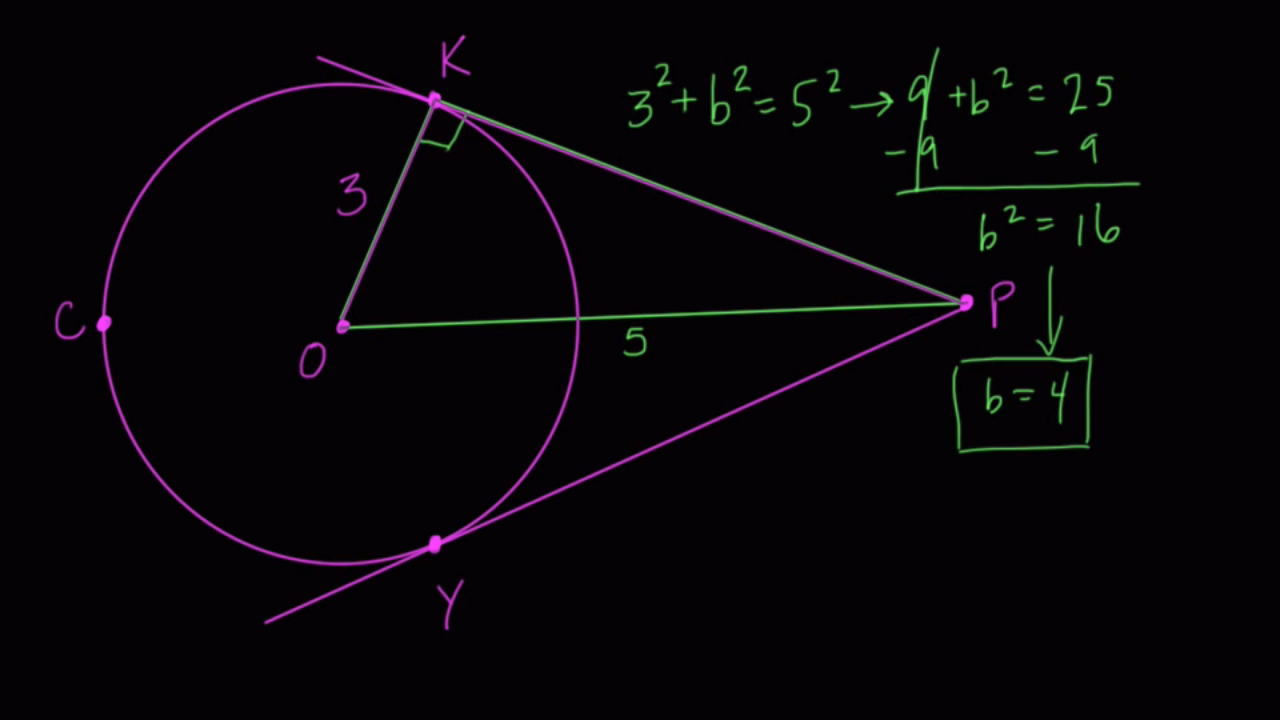 K
3² + b² = 5² → 9 + b² = 25
- 9 - 9
3
b² = 16
C
P
O
5
b = 4
Y